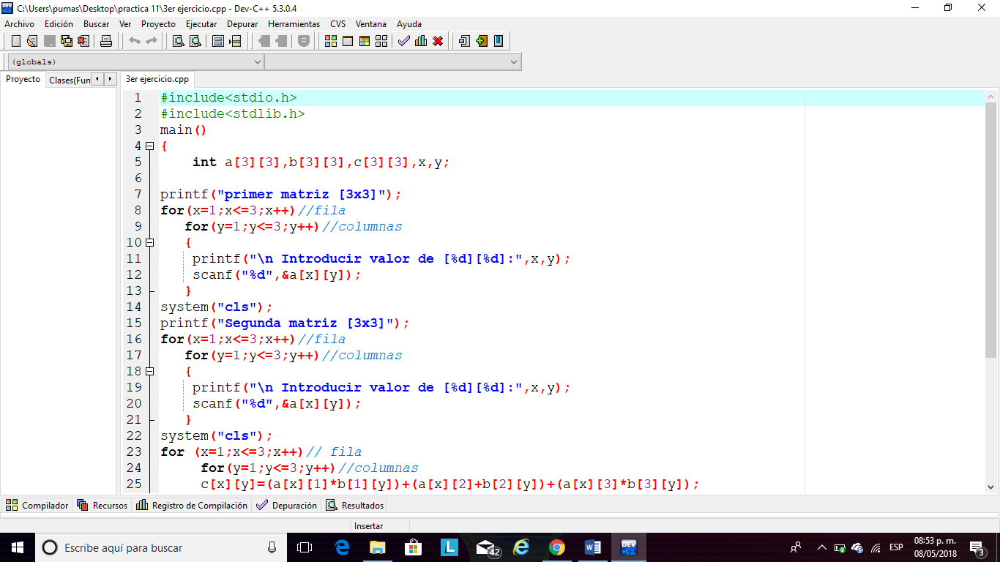 C:\Users\pumas\Desktop\practica 11\3er ejercicio.cpp - Dev-C++ 5.3.0.4
Archivo Edición Buscar Ver Proyecto Ejecutar Depurar Herramientas CVS Ventana Ayuda
(globals)
Proyecto Clases(Fun 3er ejercicio.cpp
1 #include<stdio.h>
2 #include<stdlib.h>
3 main()
4 {
5 int a[3][3],b[3][3],c[3][3],x,y;
6
7 printf("primer matriz [3x3]");
8 for(x=1;x<=3;x++)//fila
9 for(y=1;y<=3;y++)//columnas
10 {
11 printf("\n Introducir valor de [%d][%d]:",x,y);
12 scanf("%d",&a[x][y]);
13 }
14 system("cls");
15 printf("Segunda matriz [3x3]");
16 for(x=1;x<=3;x++)//fila
17 for(y=1;y<=3;y++)//columnas
18 {
19 printf("\n Introducir valor de [%d][%d]:",x,y);
20 scanf("%d",&a[x][y]);
21 }
22 system("cls");
23 for (x=1;x<=3;x++)// fila
24 for(y=1;y<=3;y++)//columnas
25 c[x][y]=(a[x][1]*b[1][y])+(a[x][2]+b[2][y])+(a[x][3]*b[3][y]);
Compilador Recursos Registro de Compilación Depuración Resultados
Insertar
Escribe aquí para buscar
L
42
DEV
ESP
08:53 p. m.
08/05/2018
3